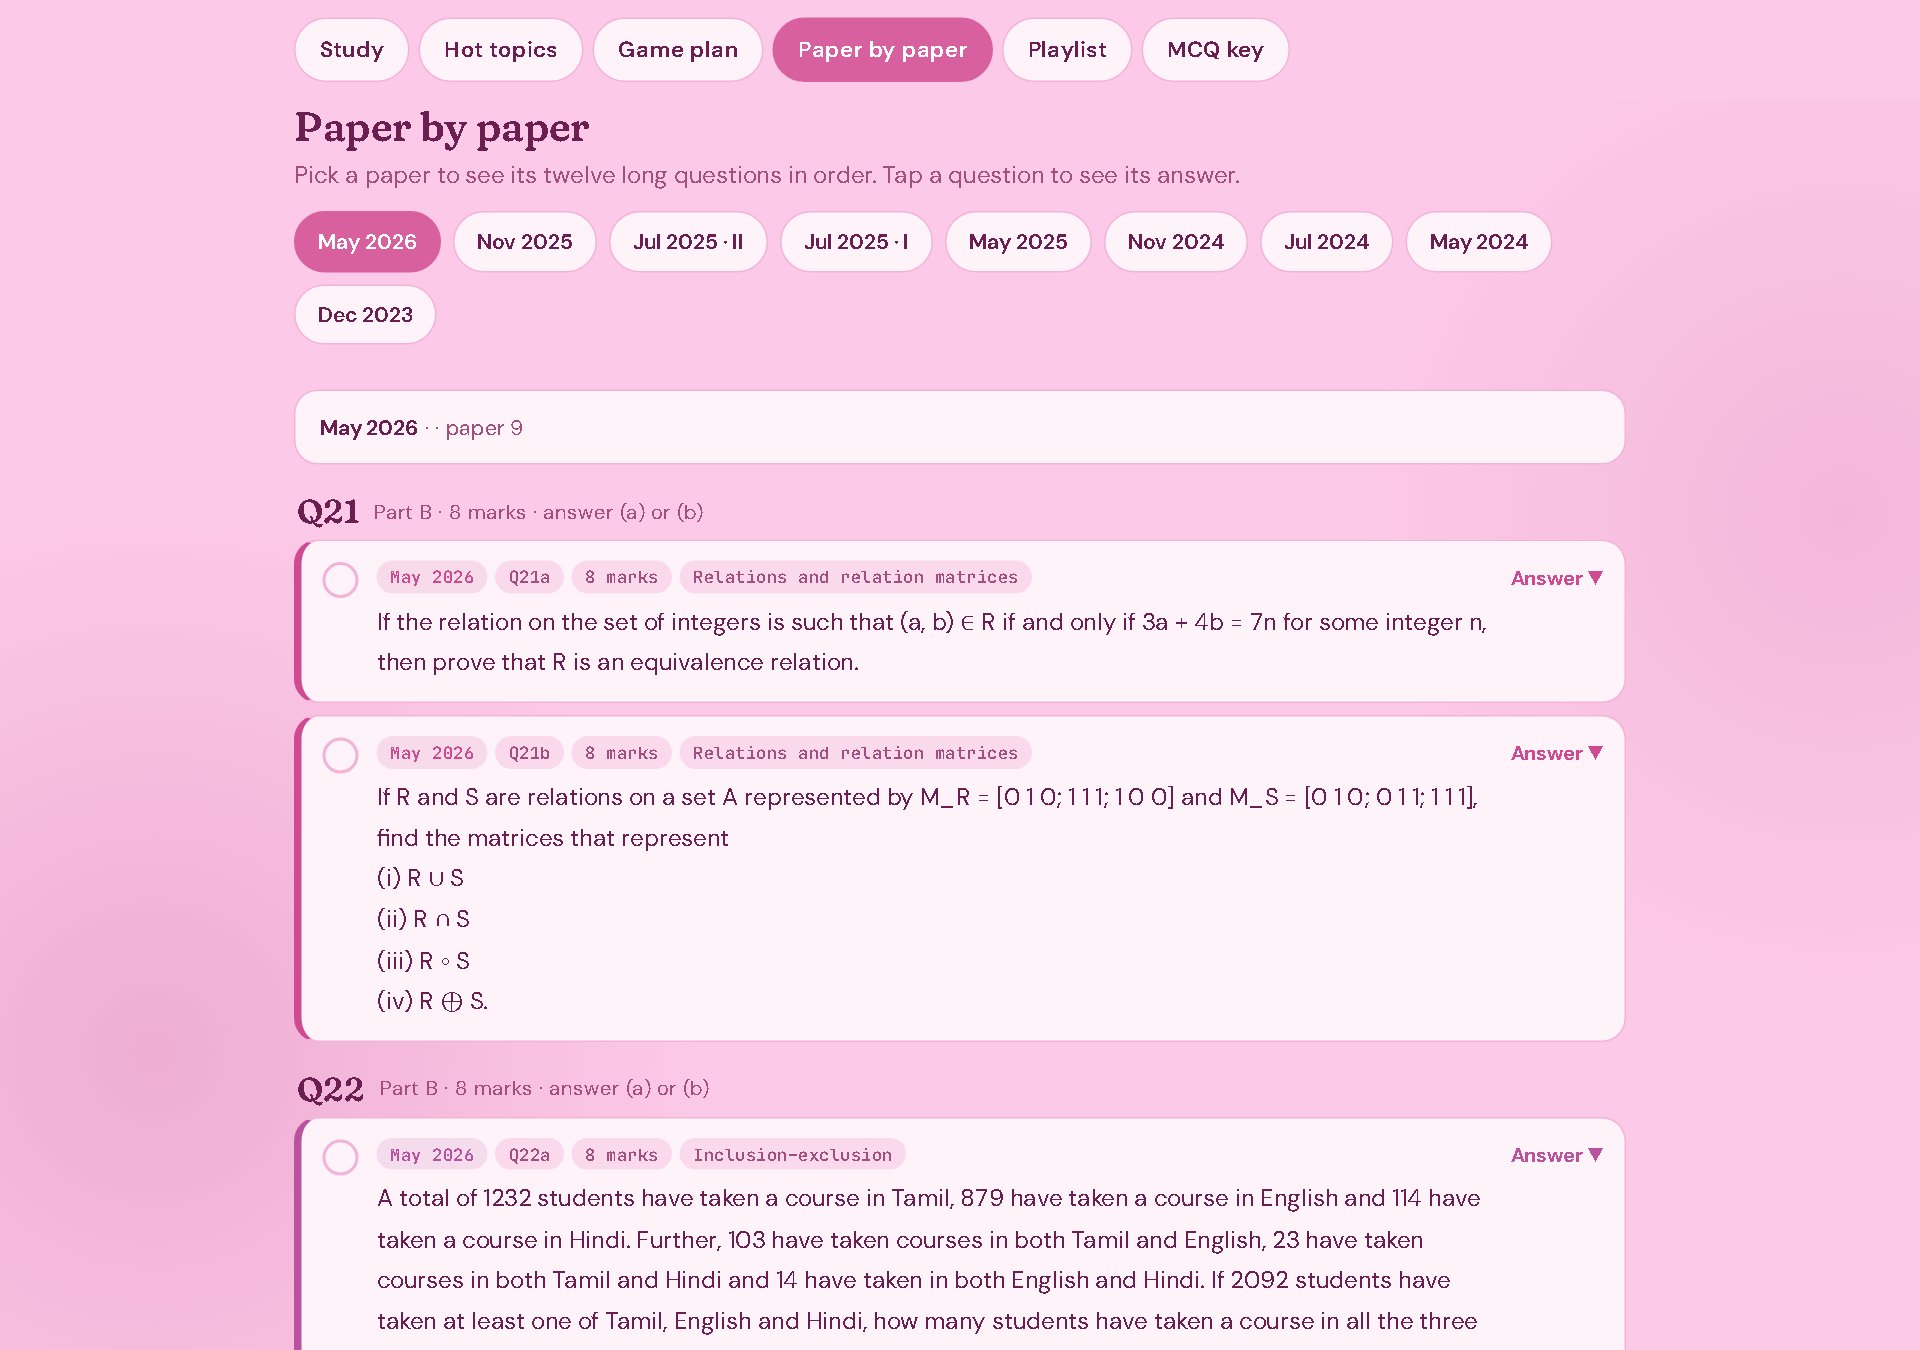 Study Hot topics Game plan Paper by paper Playlist MCQ key
Paper by paper
Pick a paper to see its twelve long questions in order. Tap a question to see its answer.
May 2026 Nov 2025 Jul 2025 · II Jul 2025 · I May 2025 Nov 2024 Jul 2024 May 2024
Dec 2023
May 2026 · · paper 9
Q21 Part B · 8 marks · answer (a) or (b)
May 2026 Q21a 8 marks Relations and relation matrices Answer ▼
If the relation on the set of integers is such that (a, b) ∈ R if and only if 3a + 4b = 7n for some integer n,
then prove that R is an equivalence relation.
May 2026 Q21b 8 marks Relations and relation matrices Answer ▼
If R and S are relations on a set A represented by M_R = [0 1 0; 1 1 1; 1 0 0] and M_S = [0 1 0; 0 1 1; 1 1 1],
find the matrices that represent
(i) R ∪ S
(ii) R ∩ S
(iii) R ∘ S
(iv) R ⊕ S.
Q22 Part B · 8 marks · answer (a) or (b)
May 2026 Q22a 8 marks Inclusion-exclusion Answer ▼
A total of 1232 students have taken a course in Tamil, 879 have taken a course in English and 114 have
taken a course in Hindi. Further, 103 have taken courses in both Tamil and English, 23 have taken
courses in both Tamil and Hindi and 14 have taken in both English and Hindi. If 2092 students have
taken at least one of Tamil, English and Hindi, how many students have taken a course in all the three